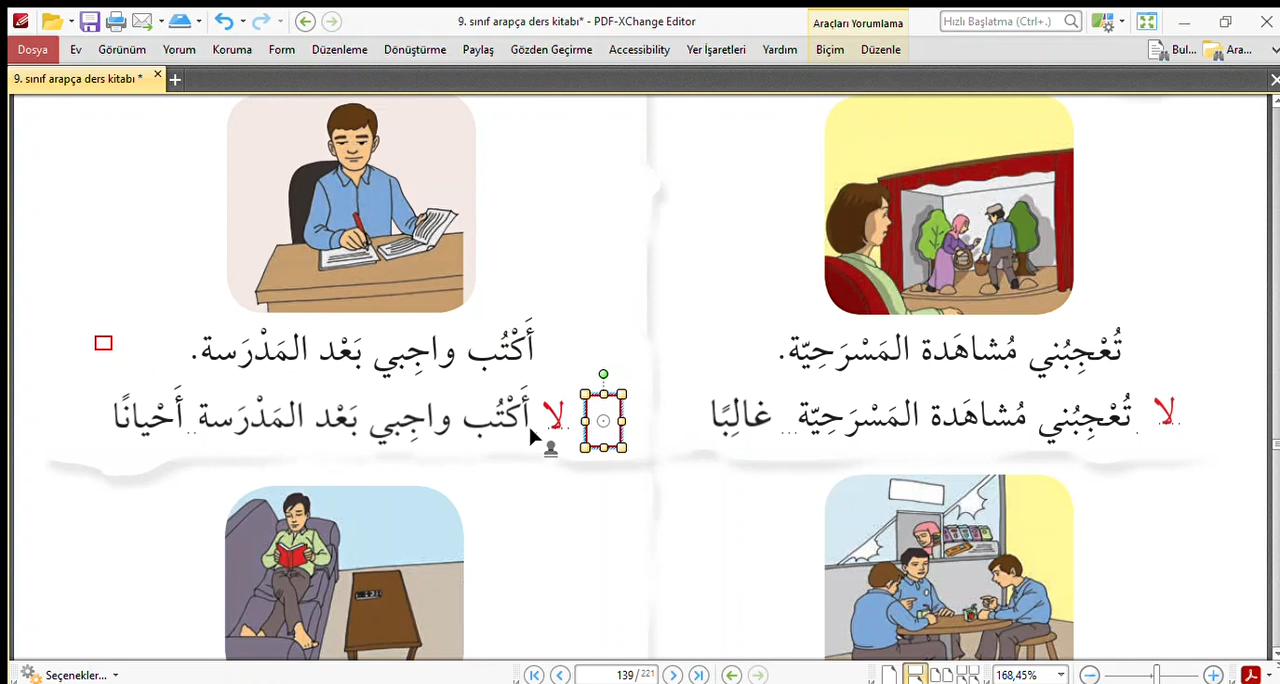 9. sınıf arapça ders kitabı* - PDF-XChange Editor
Araçları Yorumlama
Hızlı Başlatma (Ctrl+.)
Dosya Ev Görünüm Yorum Koruma Form Düzenleme Dönüştürme Paylaş Gözden Geçirme Accessibility Yer İşaretleri Yardım Biçim Düzenle Bul... Ara...
9. sınıf arapça ders kitabı *
تُعْجِبُني مُشاهَدة المَسْرَحِيّة.
لا تُعْجِبُني مُشاهَدة المَسْرَحِيّة غالِبًا
أَكْتُب واجِبي بَعْد المَدْرَسة.
لا أَكْتُب واجِبي بَعْد المَدْرَسة أَحْيانًا
Seçenekler... 139 / 221 168,45%